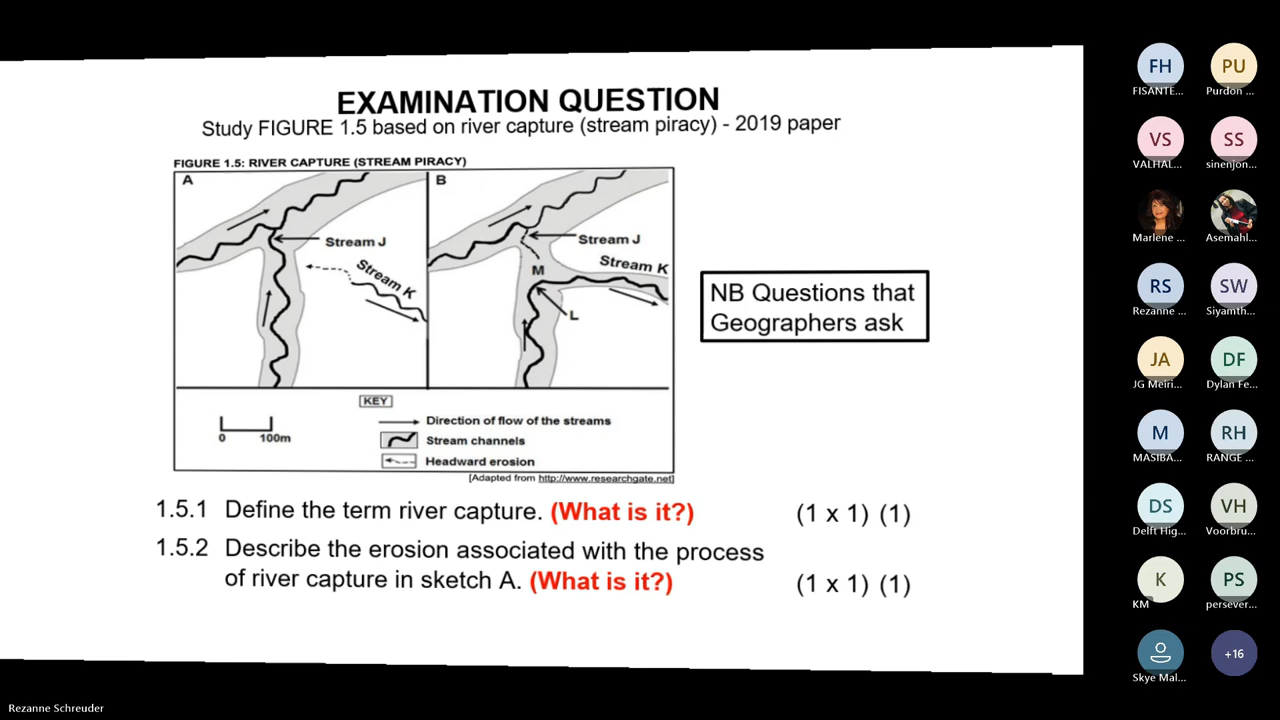 EXAMINATION QUESTION
Study FIGURE 1.5 based on river capture (stream piracy) - 2019 paper
FIGURE 1.5: RIVER CAPTURE (STREAM PIRACY)
A
Stream J
Stream K
B
Stream J
Stream K
M
L
KEY
0 100m
Direction of flow of the streams
Stream channels
Headward erosion
[Adapted from http://www.researchgate.net]
NB Questions that
Geographers ask
1.5.1 Define the term river capture. (What is it?) (1 x 1) (1)
1.5.2 Describe the erosion associated with the process
of river capture in sketch A. (What is it?) (1 x 1) (1)
FH
FISANTE...
PU
Purdon ...
VS
VALHAL...
SS
sinenjon...
Marlene ...
Asemahl...
RS
Rezanne ...
SW
Siyamth...
JA
JG Meiri...
DF
Dylan Fe...
M
MASIBA...
RH
RANGE ...
DS
Delft Hig...
VH
Voorbru...
K
KM
PS
persever...
Skye Mal...
+16
Rezanne Schreuder